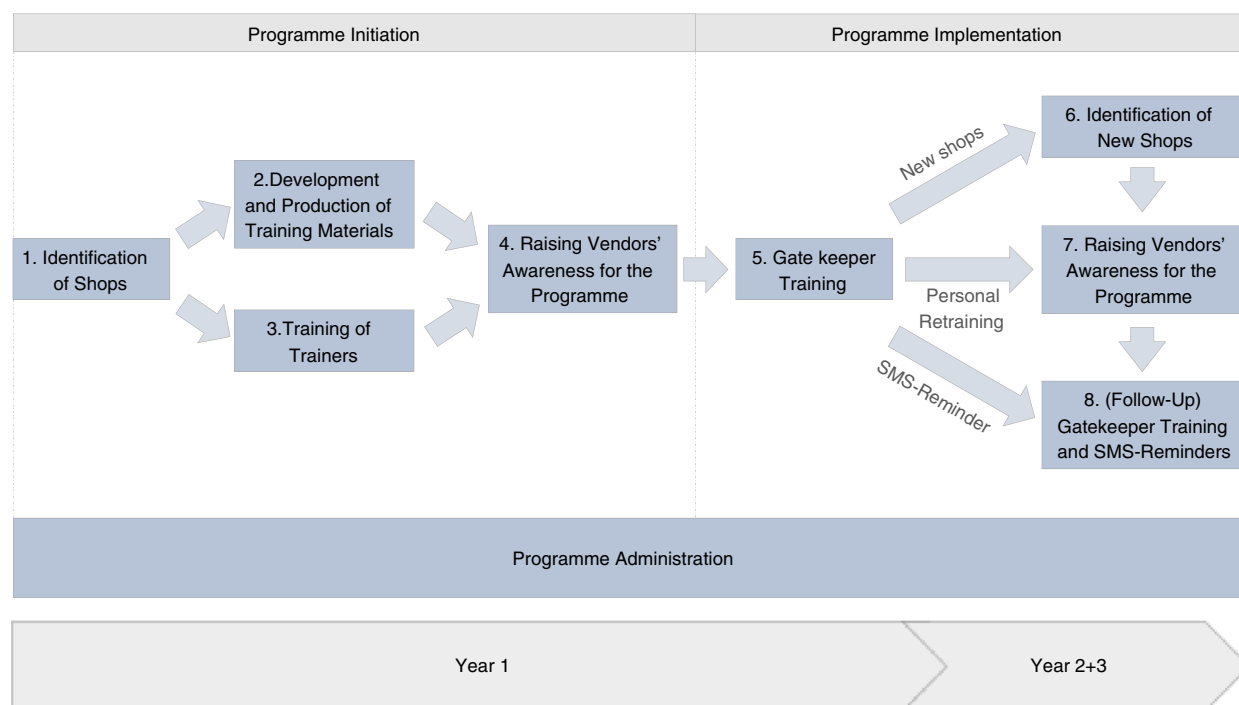 Programme Initiation
Programme Implementation
1. Identification
of Shops
2.Development
and Production of
Training Materials
3.Training of
Trainers
4. Raising Vendors’
Awareness for the
Programme
5. Gate keeper
Training
New shops
Personal
Retraining
SMS-Reminder
6. Identification of
New Shops
7. Raising Vendors’
Awareness for the
Programme
8. (Follow-Up)
Gatekeeper Training
and SMS-Reminders
Programme Administration
Year 1
Year 2+3